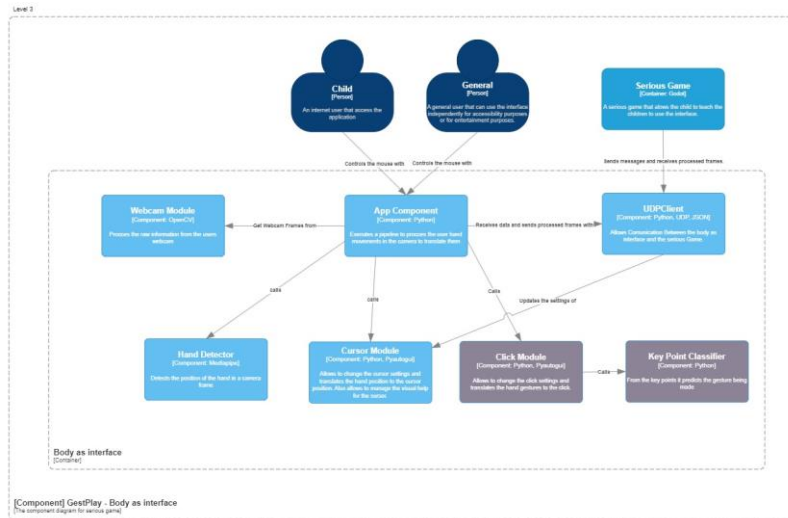 Level 3
Child
[Person]
An internet user that access the
application
General
[Person]
A general user that can use the interface
independently for accessibility purposes
or for entertainment purposes.
Serious Game
[Container: Godot]
A serious game that allows the child to teach the
children to use the interface.
Controls the mouse with
Controls the mouse with
Sends messages and receives processed frames
Webcam Module
[Component: OpenCV]
Process the raw information from the users
webcam
Get Webcam Frames from
App Component
[Component: Python]
Executes a pipeline to process the user hand
movements in the camera to translate them
Receives data and sends processed frames with
UDPClient
[Component: Python, UDP, JSON]
Allows Comunication Between the body as
interface and the serious Game
calls
calls
Calls
Updates the settings of
Hand Detector
[Component: Mediapipe]
Detects the position of the hand in a camera
frame
Cursor Module
[Component: Python, Pyautogui]
Allows to change the cursor settings and
translates the hand position to the cursor
position. Also allows to manage the visual help
for the cursor
Click Module
[Component: Python, Pyautogui]
Allows to change the click settings and
translates the hand gestures to the click.
Calls
Key Point Classifier
[Component: Python]
From the key points it predicts the gesture being
made
Body as interface
[Container]
[Component] GestPlay - Body as interface
[The component diagram for serious game]